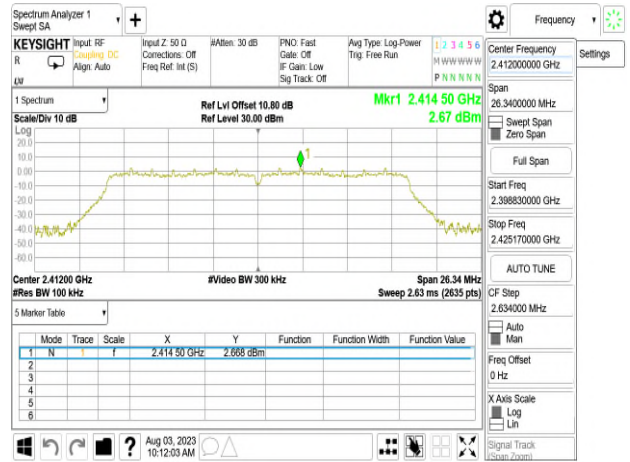 Spectrum Analyzer 1
Swept SA
+
Frequency
KEYSIGHT
R
Input: RF
Coupling: DC
Align: Auto
Input Z: 50 Ω
Corrections: Off
Freq Ref: Int (S)
#Atten: 30 dB
PNO: Fast
Gate: Off
IF Gain: Low
Sig Track: Off
Avg Type: Log-Power
Trig: Free Run
1 2 3 4 5 6
M W W W W W
P N N N N N
1 Spectrum
Scale/Div 10 dB
Ref Lvl Offset 10.80 dB
Ref Level 30.00 dBm
Mkr1 2.414 50 GHz
2.67 dBm
Log
20.0
10.0
0.00
-10.0
-20.0
-30.0
-40.0
-50.0
-60.0
1
Center 2.41200 GHz
#Res BW 100 kHz
#Video BW 300 kHz
Span 26.34 MHz
Sweep 2.63 ms (2635 pts)
5 Marker Table
Mode Trace Scale X Y Function Function Width Function Value
1 N 1 f 2.414 50 GHz 2.668 dBm
2
3
4
5
6
Aug 03, 2023
10:12:03 AM
?
Center Frequency
2.412000000 GHz
Settings
Span
26.3400000 MHz
Swept Span
Zero Span
Full Span
Start Freq
2.398830000 GHz
Stop Freq
2.425170000 GHz
AUTO TUNE
CF Step
2.634000 MHz
Auto
Man
Freq Offset
0 Hz
X Axis Scale
Log
Lin
Signal Track
(Span Zoom)